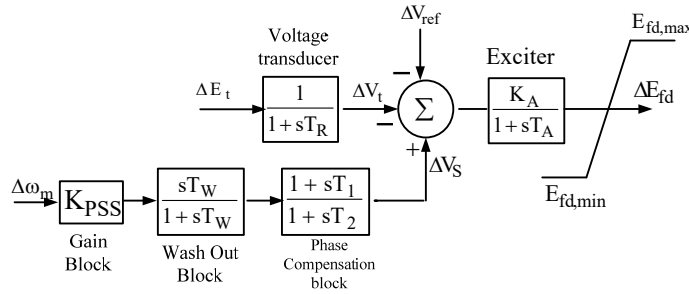 ΔV_ref
E_fd,max
Voltage
transducer
Exciter
ΔE_t
1
1+sT_R
ΔV_t
−
−
+
Σ
K_A
1+sT_A
ΔE_fd
ΔV_S
E_fd,min
Δω_m
K_PSS
sT_W
1+sT_W
1+sT_1
1+sT_2
Gain
Block
Wash Out
Block
Phase
Compensation
block